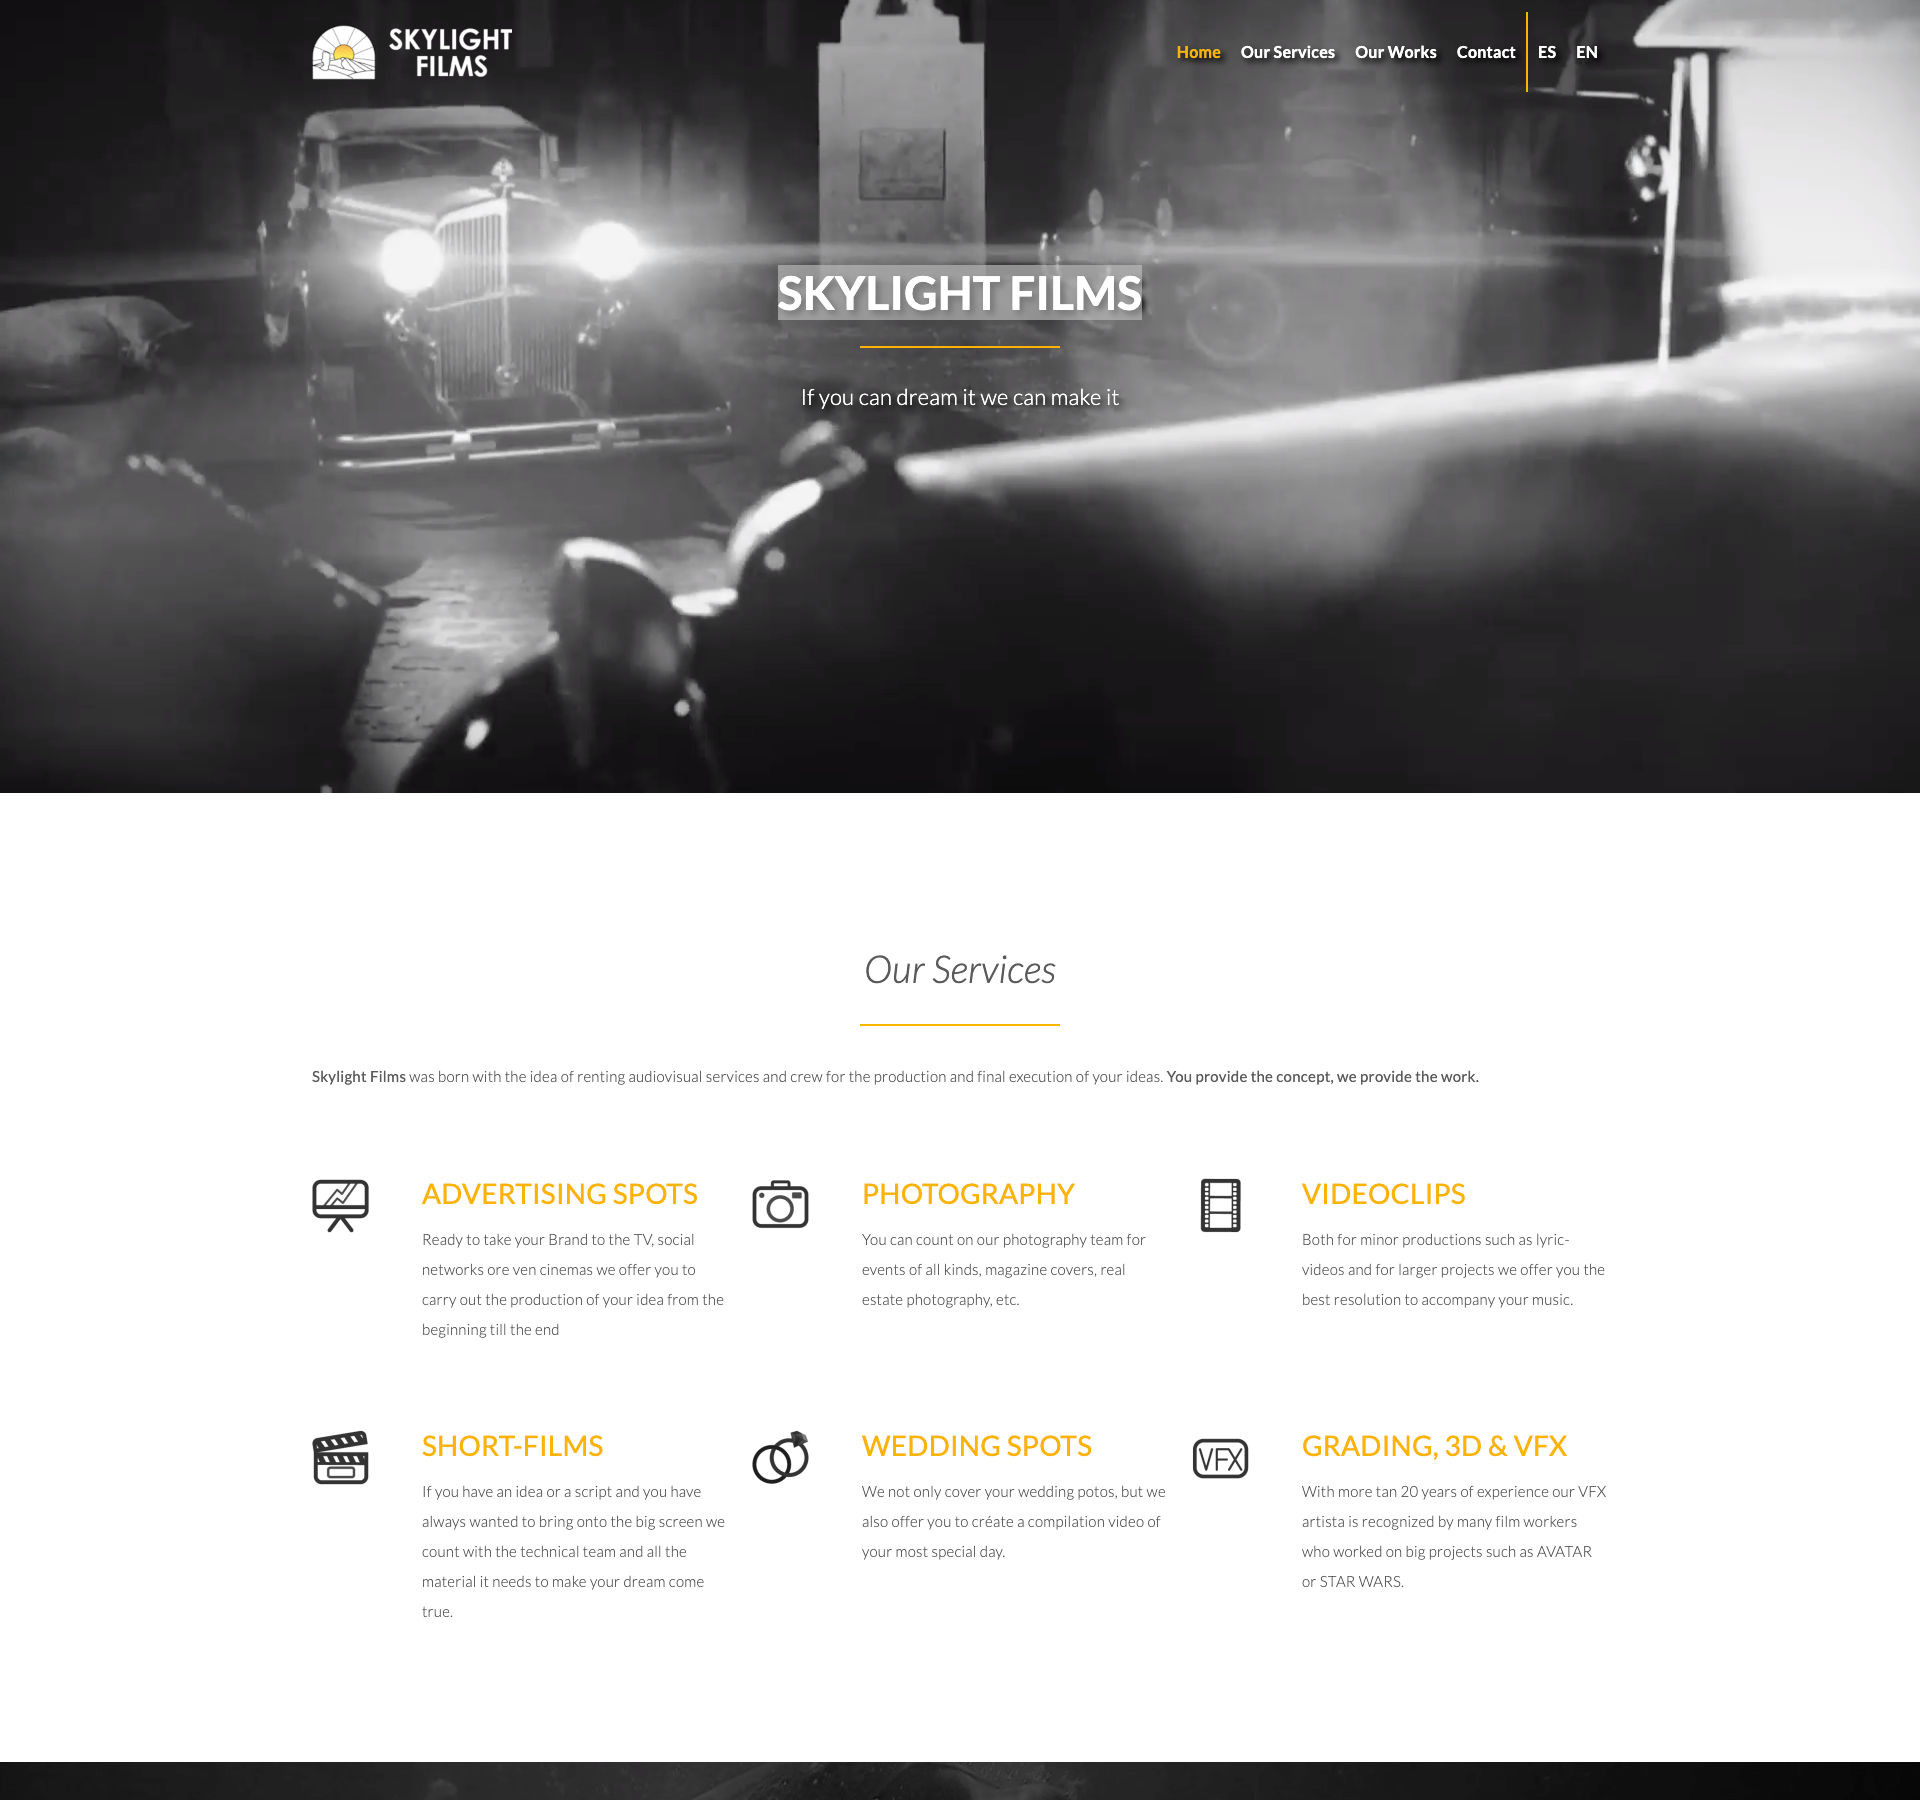 SKYLIGHT
FILMS
Home Our Services Our Works Contact ES EN
SKYLIGHT FILMS
If you can dream it we can make it
Our Services
Skylight Films was born with the idea of renting audiovisual services and crew for the production and final execution of your ideas. You provide the concept, we provide the work.
ADVERTISING SPOTS
Ready to take your Brand to the TV, social
networks ore ven cinemas we offer you to
carry out the production of your idea from the
beginning till the end
PHOTOGRAPHY
You can count on our photography team for
events of all kinds, magazine covers, real
estate photography, etc.
VIDEOCLIPS
Both for minor productions such as lyric-
videos and for larger projects we offer you the
best resolution to accompany your music.
SHORT-FILMS
If you have an idea or a script and you have
always wanted to bring onto the big screen we
count with the technical team and all the
material it needs to make your dream come
true.
WEDDING SPOTS
We not only cover your wedding potos, but we
also offer you to créate a compilation video of
your most special day.
VFX
GRADING, 3D & VFX
With more tan 20 years of experience our VFX
artista is recognized by many film workers
who worked on big projects such as AVATAR
or STAR WARS.